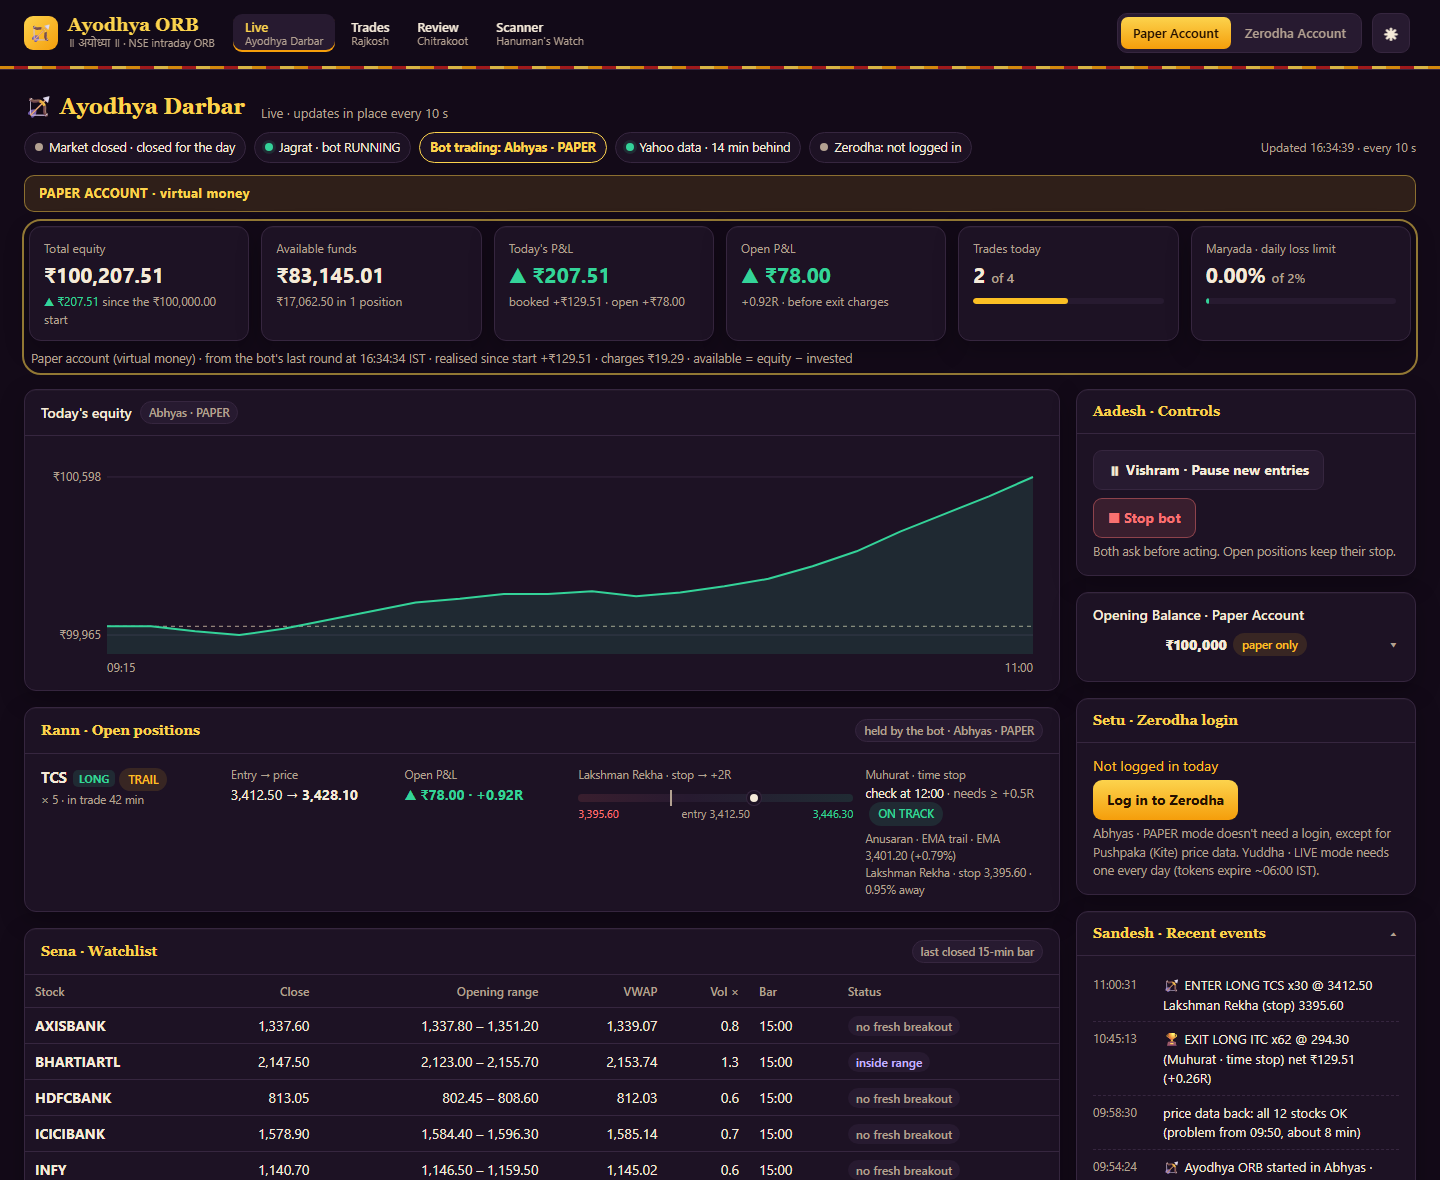 Ayodhya ORB
॥ अयोध्या ॥ · NSE intraday ORB
Live
Ayodhya Darbar
Trades
Rajkosh
Review
Chitrakoot
Scanner
Hanuman's Watch
Paper Account
Zerodha Account
Ayodhya Darbar
Live · updates in place every 10 s
Market closed · closed for the day
Jagrat · bot RUNNING
Bot trading: Abhyas · PAPER
Yahoo data · 14 min behind
Zerodha: not logged in
Updated 16:34:39 · every 10 s
PAPER ACCOUNT · virtual money
Total equity
₹100,207.51
▲ ₹207.51 since the ₹100,000.00
start
Available funds
₹83,145.01
₹17,062.50 in 1 position
Today's P&L
▲ ₹207.51
booked +₹129.51 · open +₹78.00
Open P&L
▲ ₹78.00
+0.92R · before exit charges
Trades today
2 of 4
Maryada · daily loss limit
0.00% of 2%
Paper account (virtual money) · from the bot's last round at 16:34:34 IST · realised since start +₹129.51 · charges ₹19.29 · available = equity − invested
Today's equity
Abhyas · PAPER
₹100,598
₹99,965
09:15
11:00
Rann · Open positions
held by the bot · Abhyas · PAPER
TCS LONG TRAIL
× 5 · in trade 42 min
Entry → price
3,412.50 → 3,428.10
Open P&L
▲ ₹78.00 · +0.92R
Lakshman Rekha · stop → +2R
3,395.60 entry 3,412.50 3,446.30
Muhurat · time stop
check at 12:00 · needs ≥ +0.5R
ON TRACK
Anusaran · EMA trail · EMA
3,401.20 (+0.79%)
Lakshman Rekha · stop 3,395.60 ·
0.95% away
Sena · Watchlist
last closed 15-min bar
Stock Close Opening range VWAP Vol × Bar Status
AXISBANK 1,337.60 1,337.80 – 1,351.20 1,339.07 0.8 15:00 no fresh breakout
BHARTIARTL 2,147.50 2,123.00 – 2,155.70 2,153.74 1.3 15:00 inside range
HDFCBANK 813.05 802.45 – 808.60 812.03 0.6 15:00 no fresh breakout
ICICIBANK 1,578.90 1,584.40 – 1,596.30 1,585.14 0.7 15:00 no fresh breakout
INFY 1,140.70 1,146.50 – 1,159.50 1,145.02 0.6 15:00 no fresh breakout
Aadesh · Controls
Vishram · Pause new entries
Stop bot
Both ask before acting. Open positions keep their stop.
Opening Balance · Paper Account
₹100,000 paper only
Setu · Zerodha login
Not logged in today
Log in to Zerodha
Abhyas · PAPER mode doesn't need a login, except for
Pushpaka (Kite) price data. Yuddha · LIVE mode needs
one every day (tokens expire ~06:00 IST).
Sandesh · Recent events
11:00:31 ENTER LONG TCS x30 @ 3412.50
Lakshman Rekha (stop) 3395.60
10:45:13 EXIT LONG ITC x62 @ 294.30
(Muhurat · time stop) net ₹129.51
(+0.26R)
09:58:30 price data back: all 12 stocks OK
(problem from 09:50, about 8 min)
09:54:24 Ayodhya ORB started in Abhyas ·